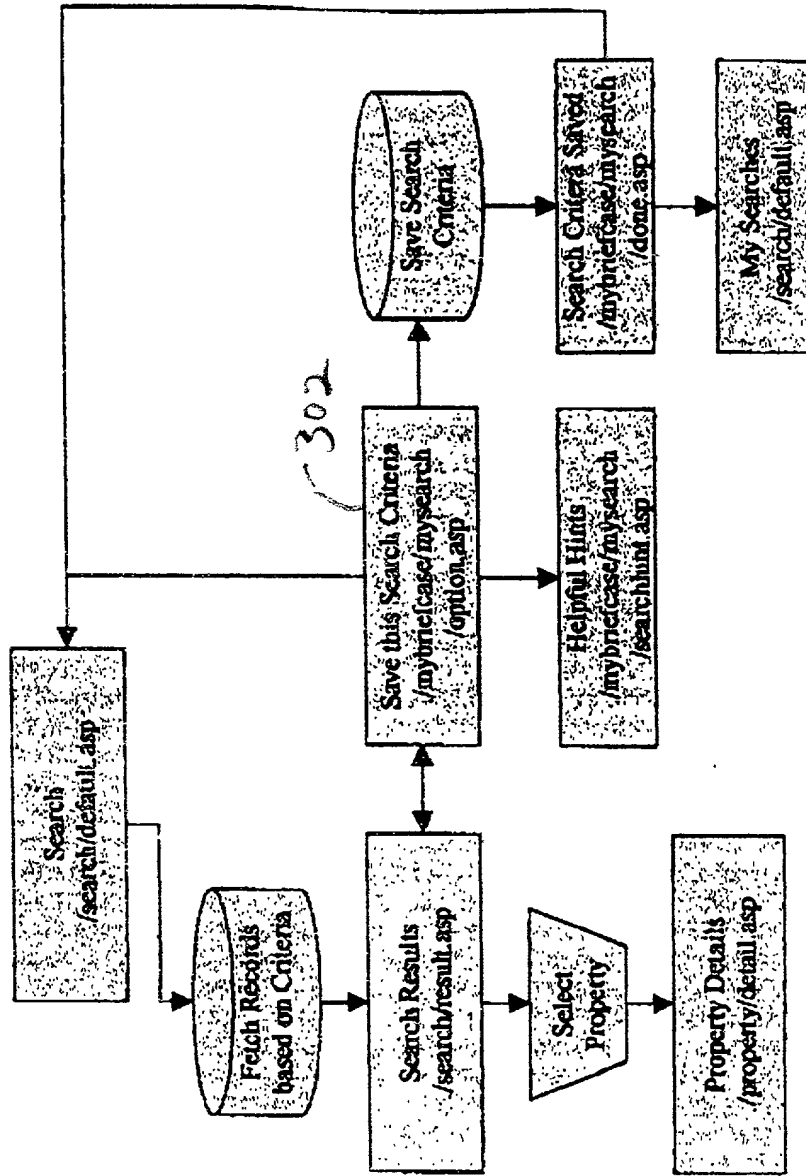 Search
/search/default.asp
Fetch Records
based on Criteria
Search Results
/search/result.asp
Select
Property
Property Details
/property/detail.asp
302
Save this Search Criteria
/mybriefcase/mysearch
/option.asp
Helpful Hints
/mybriefcase/mysearch
/searchhint.asp
Save Search
Criteria
Search Critera Saved
/mybriefcase/mysearch
/done.asp
My Searches
/search/default.asp